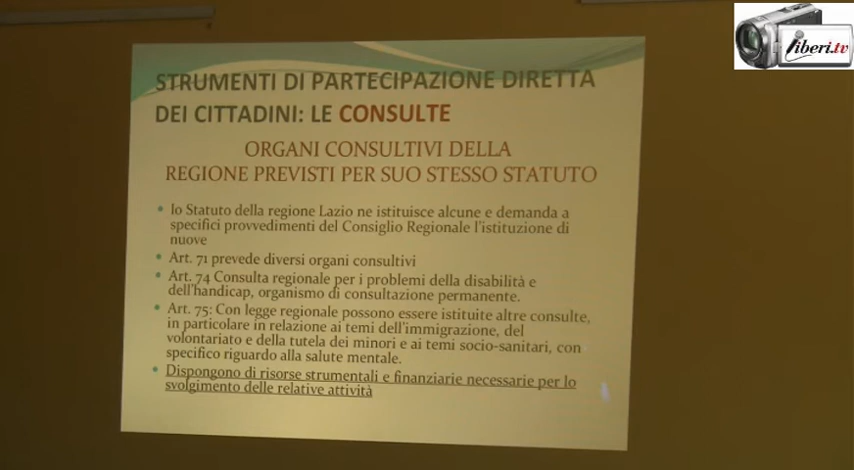 liberi.tv
STRUMENTI DI PARTECIPAZIONE DIRETTA
DEI CITTADINI: LE CONSULTE
ORGANI CONSULTIVI DELLA
REGIONE PREVISTI PER SUO STESSO STATUTO
• lo Statuto della regione Lazio ne istituisce alcune e demanda a
specifici provvedimenti del Consiglio Regionale l'istituzione di
nuove
• Art. 71 prevede diversi organi consultivi
• Art. 74 Consulta regionale per i problemi della disabilità e
dell'handicap, organismo di consultazione permanente.
• Art. 75: Con legge regionale possono essere istituite altre consulte,
in particolare in relazione ai temi dell'immigrazione, del
volontariato e della tutela dei minori e ai temi socio-sanitari, con
specifico riguardo alla salute mentale.
• Dispongono di risorse strumentali e finanziarie necessarie per lo
svolgimento delle relative attività